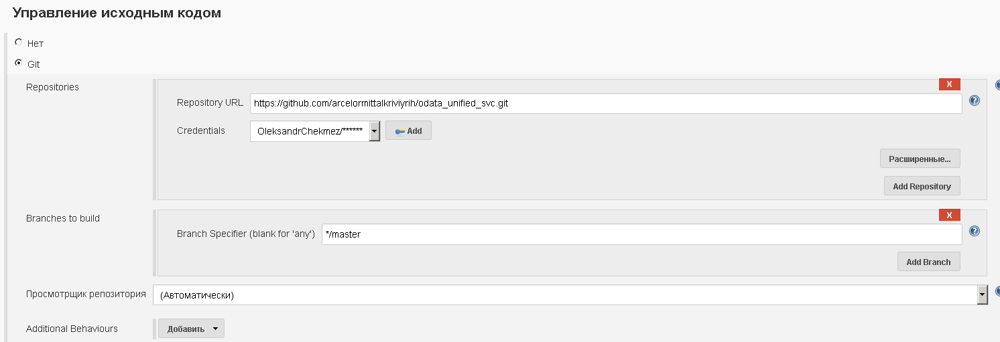 Управление исходным кодом
Нет
Git
Repositories
X
Repository URL https://github.com/arcelormittalkriviyrih/odata_unified_svc.git
Credentials OleksandrChekmez/****** Add
Расширенные...
Add Repository
Branches to build
X
Branch Specifier (blank for 'any') */master
Add Branch
Просмотрщик репозитория (Автоматически)
Additional Behaviours Добавить